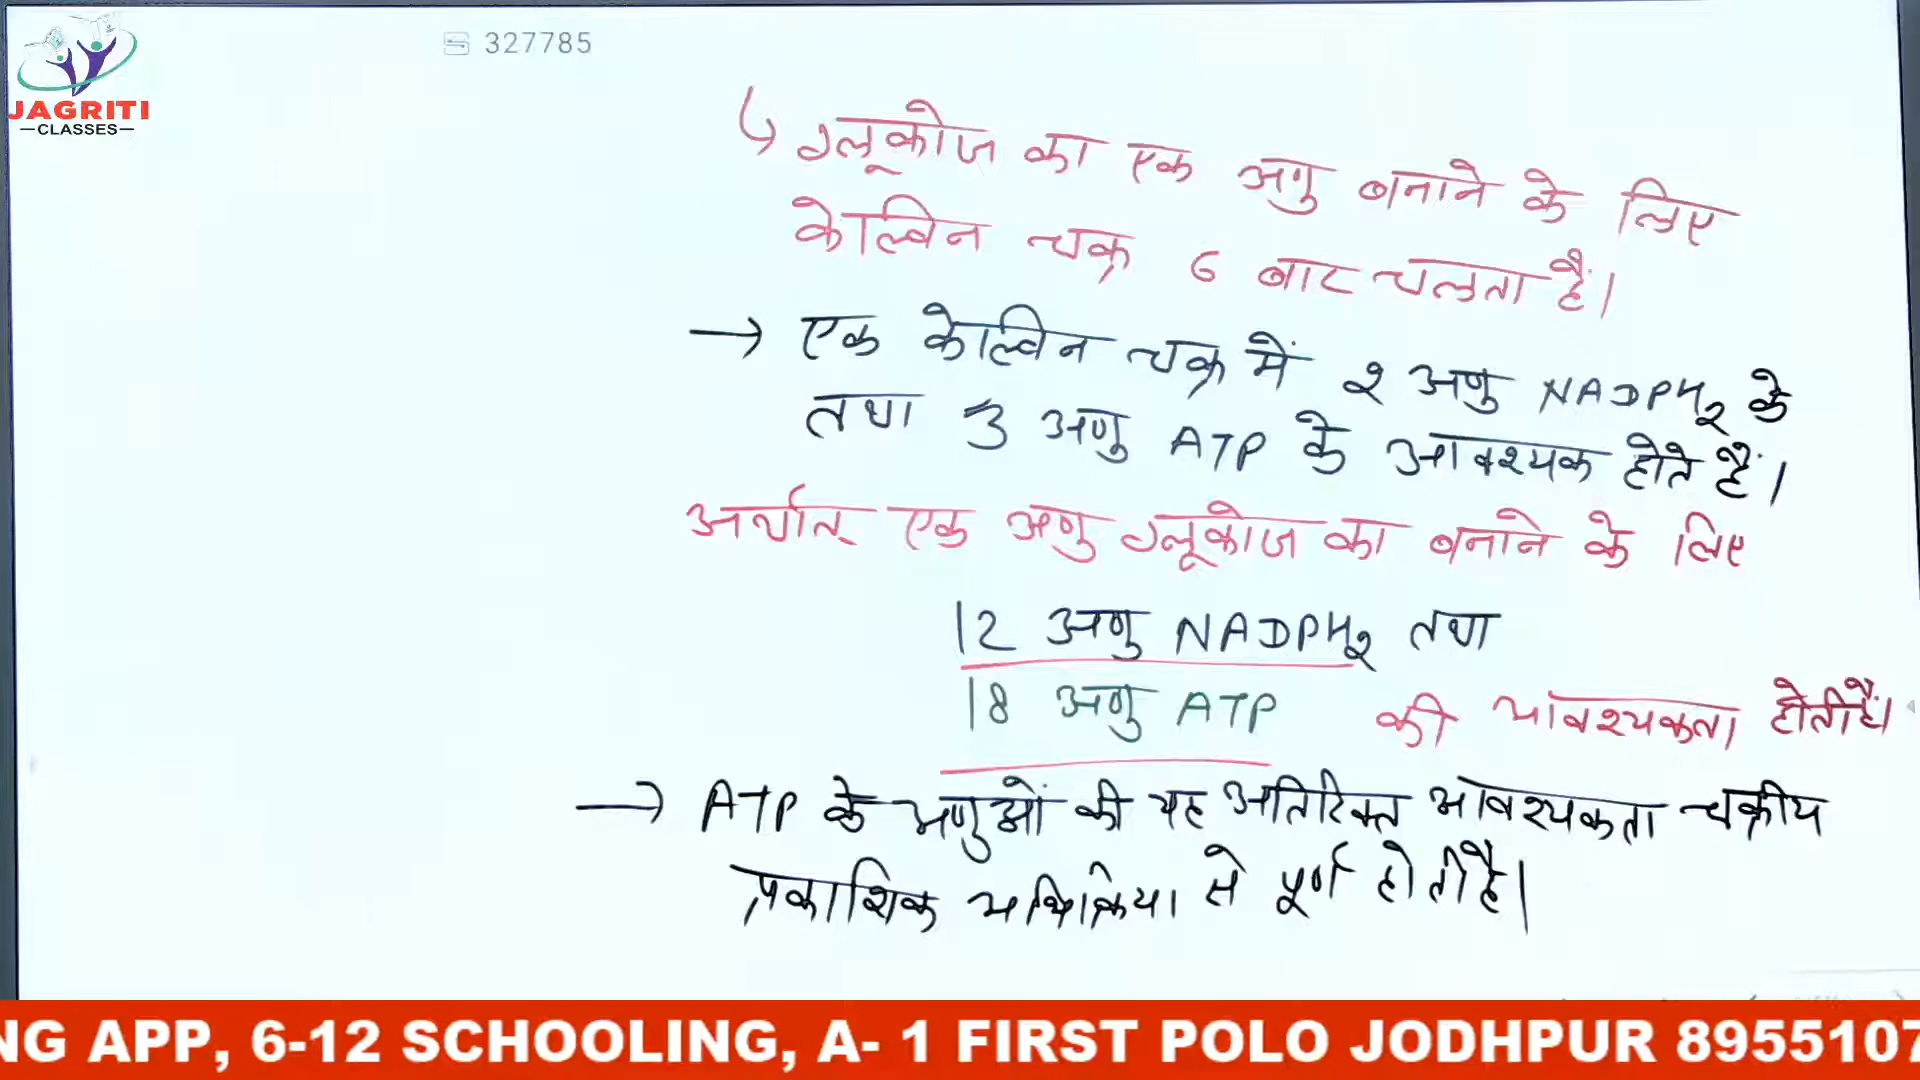 JAGRITI
CLASSES
327785
ग्लूकोज का एक अणु बनाने के लिए
केल्विन चक्र 6 बार चलता है।
→ एक केल्विन चक्र में 2 अणु NADPH₂ के
तथा 3 अणु ATP के आवश्यक होते हैं।
अर्थात् एक अणु ग्लूकोज का बनाने के लिए
12 अणु NADPH₂ तथा
18 अणु ATP की आवश्यकता होती हैं।
→ ATP के अणुओं की यह अतिरिक्त आवश्यकता चक्रीय
प्रकाशिक अभिक्रिया से पूर्ण होती है।
NG APP, 6-12 SCHOOLING, A- 1 FIRST POLO JODHPUR 8955107